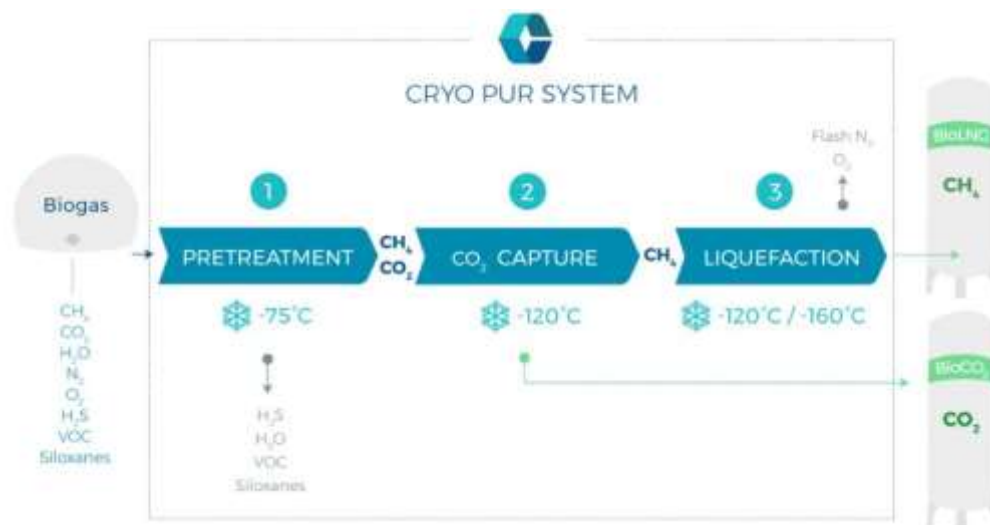 CRYO PUR SYSTEM
Biogas
CH₄
CO₂
H₂O
N₂
O₂
H₂S
VOC
Siloxanes
1
PRETREATMENT
-75°C
H₂S
H₂O
VOC
Siloxanes
CH₄
CO₂
2
CO₂ CAPTURE
-120°C
CH₄
3
LIQUEFACTION
-120°C / -160°C
Flash N₂
O₂
BioLNG
CH₄
BioCO₂
CO₂